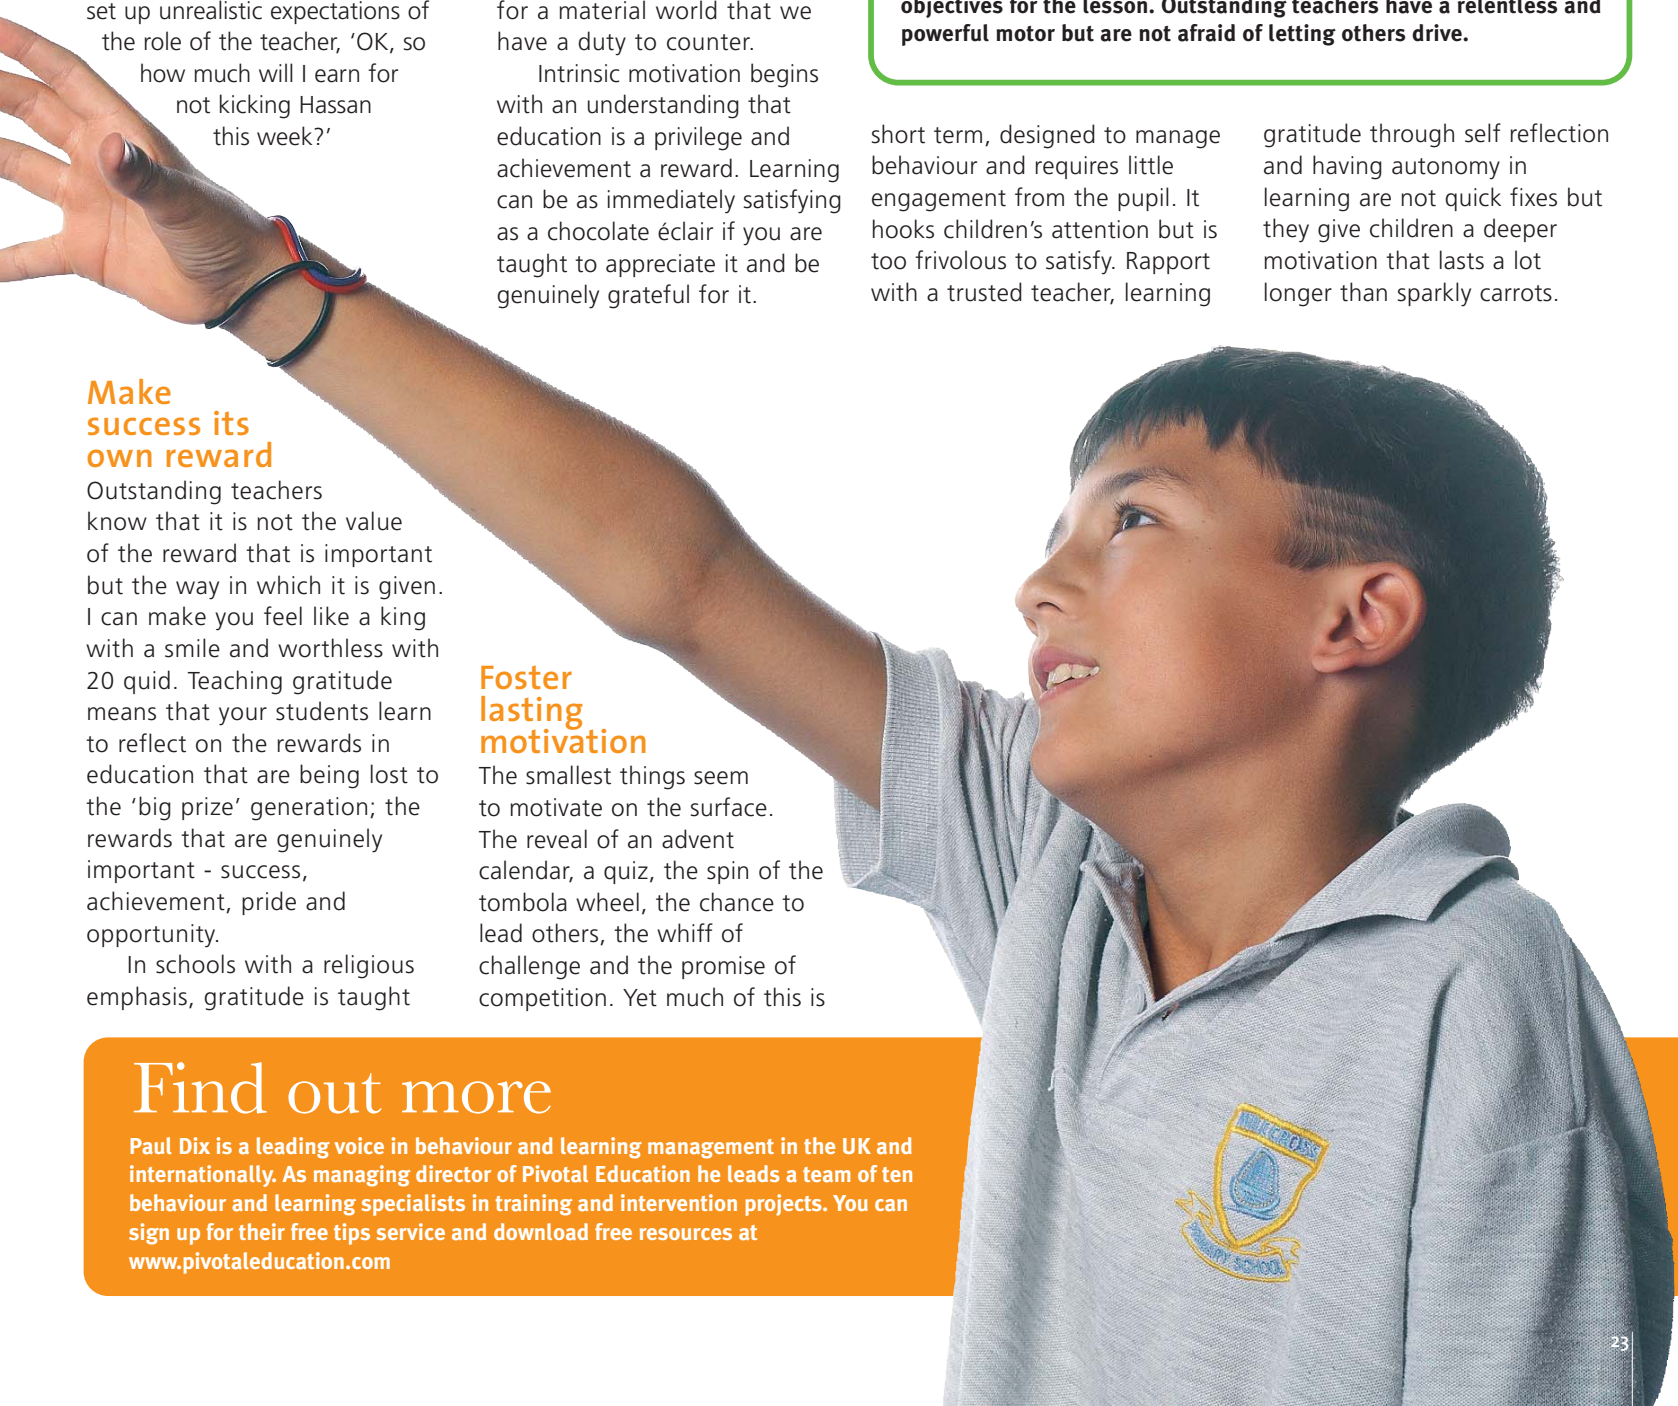 set up unrealistic expectations of
the role of the teacher, ‘OK, so
how much will I earn for
not kicking Hassan
this week?’
Make
success its
own reward
Outstanding teachers
know that it is not the value
of the reward that is important
but the way in which it is given.
I can make you feel like a king
with a smile and worthless with
20 quid. Teaching gratitude
means that your students learn
to reflect on the rewards in
education that are being lost to
the ‘big prize’ generation; the
rewards that are genuinely
important - success,
achievement, pride and
opportunity.
In schools with a religious
emphasis, gratitude is taught
for a material world that we
have a duty to counter.
Intrinsic motivation begins
with an understanding that
education is a privilege and
achievement a reward. Learning
can be as immediately satisfying
as a chocolate éclair if you are
taught to appreciate it and be
genuinely grateful for it.
Foster
lasting
motivation
The smallest things seem
to motivate on the surface.
The reveal of an advent
calendar, a quiz, the spin of the
tombola wheel, the chance to
lead others, the whiff of
challenge and the promise of
competition. Yet much of this is
objectives for the lesson. Outstanding teachers have a relentless and
powerful motor but are not afraid of letting others drive.
short term, designed to manage
behaviour and requires little
engagement from the pupil. It
hooks children’s attention but is
too frivolous to satisfy. Rapport
with a trusted teacher, learning
gratitude through self reflection
and having autonomy in
learning are not quick fixes but
they give children a deeper
motivation that lasts a lot
longer than sparkly carrots.
Find out more
Paul Dix is a leading voice in behaviour and learning management in the UK and
internationally. As managing director of Pivotal Education he leads a team of ten
behaviour and learning specialists in training and intervention projects. You can
sign up for their free tips service and download free resources at
www.pivotaleducation.com
PRIMARY SCHOOL
23